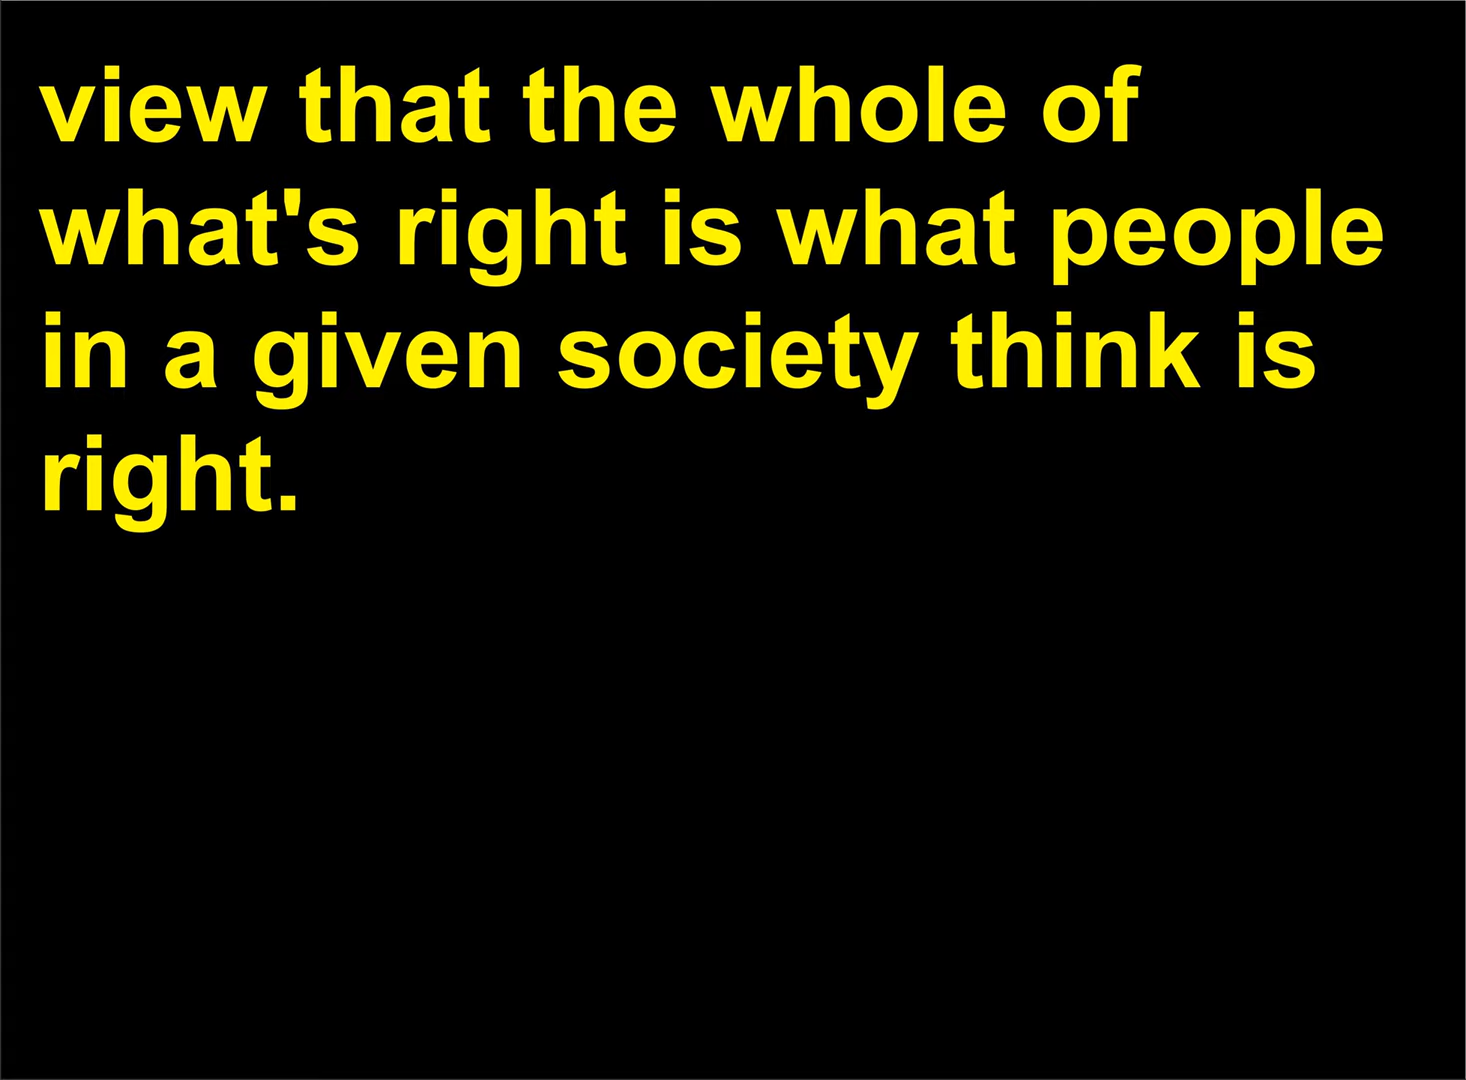 view that the whole of
what's right is what people
in a given society think is
right.